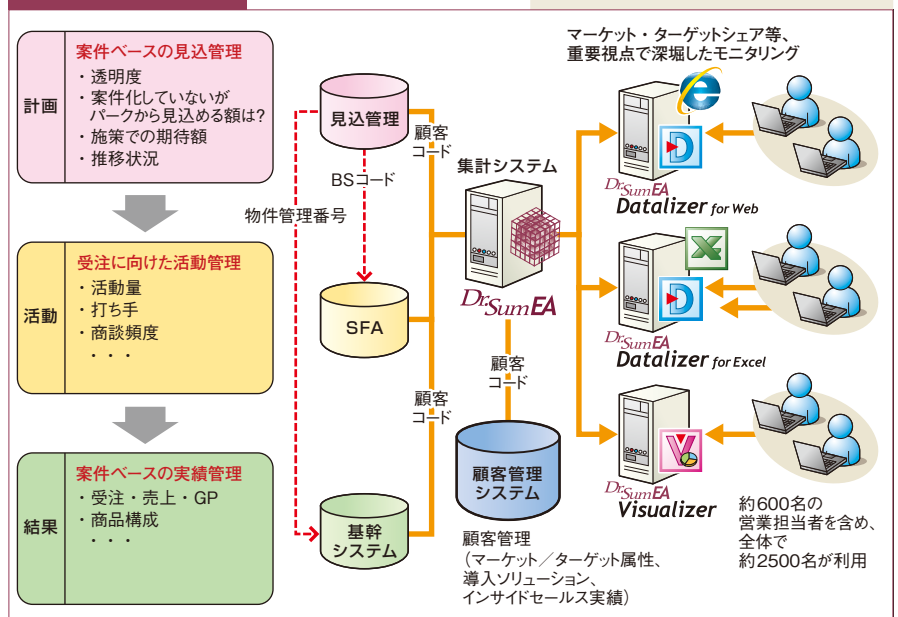 計画
案件ベースの見込管理
・透明度
・案件化していないが
パークから見込める額は?
・施策での期待額
・推移状況
活動
受注に向けた活動管理
・活動量
・打ち手
・商談頻度
・・・
結果
案件ベースの実績管理
・受注・売上・GP
・商品構成
・・・
見込管理
顧客
コード
BSコード
物件管理番号
SFA
顧客
コード
基幹
システム
集計システム
Dr.Sum EA
顧客
コード
顧客管理
システム
顧客管理
(マーケット/ターゲット属性、
導入ソリューション、
インサイドセールス実績)
マーケット・ターゲットシェア等、
重要視点で深堀したモニタリング
e
D
Dr.Sum EA
Datalizer for Web
X
D
Dr.Sum EA
Datalizer for Excel
V
Dr.Sum EA
Visualizer
約600名の
営業担当者を含め、
全体で
約2500名が利用